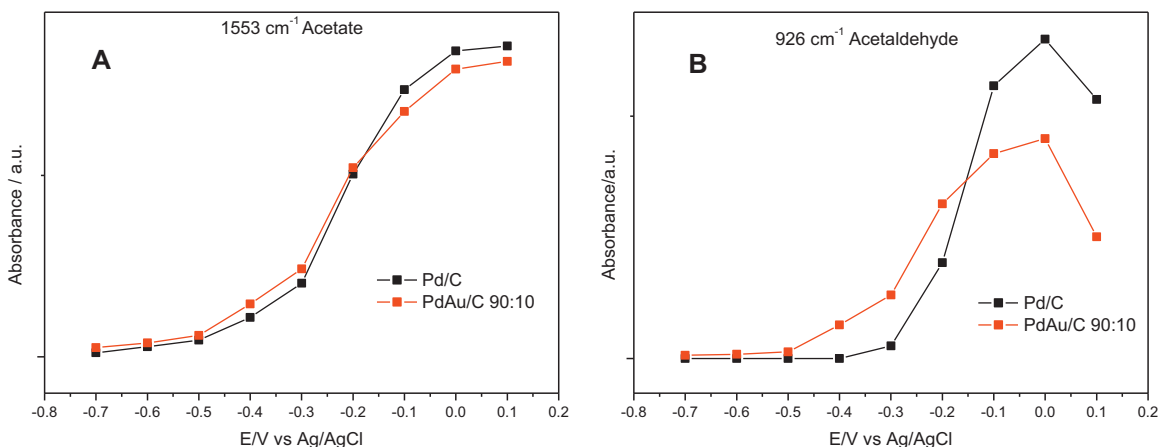 1553 cm⁻¹ Acetate
A
Absorbance / a.u.
Pd/C
PdAu/C 90:10
-0.8 -0.7 -0.6 -0.5 -0.4 -0.3 -0.2 -0.1 0.0 0.1 0.2
E/V vs Ag/AgCl
926 cm⁻¹ Acetaldehyde
B
Absorbance/a.u.
Pd/C
PdAu/C 90:10
-0.8 -0.7 -0.6 -0.5 -0.4 -0.3 -0.2 -0.1 0.0 0.1 0.2
E/V vs Ag/AgCl